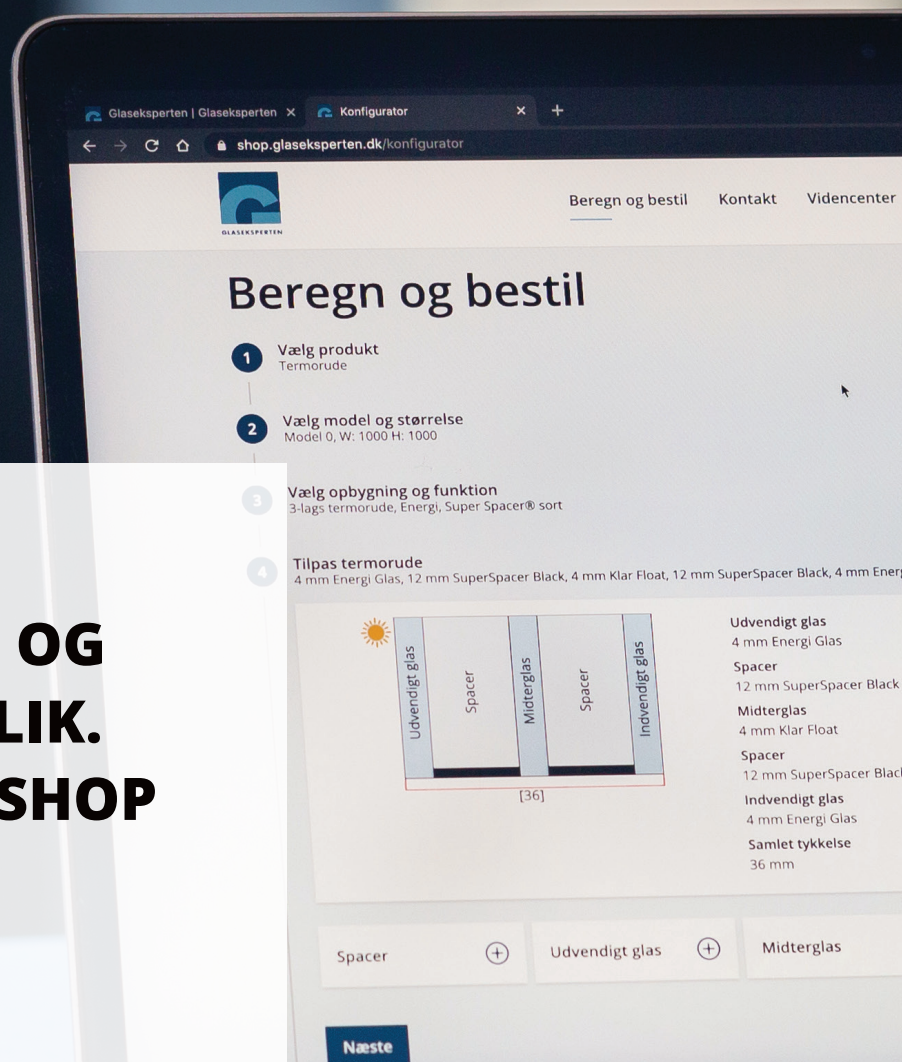 Glaseksperten | Glaseksperten
Konfigurator
shop.glaseksperten.dk/konfigurator
GLASEKSPERTEN
Beregn og bestil
Kontakt
Videncenter
Beregn og bestil
1
Vælg produkt
Termorude
2
Vælg model og størrelse
Model 0, W: 1000 H: 1000
3
Vælg opbygning og funktion
3-lags termorude, Energi, Super Spacer® sort
4
Tilpas termorude
4 mm Energi Glas, 12 mm SuperSpacer Black, 4 mm Klar Float, 12 mm SuperSpacer Black, 4 mm Energ
OG
LIK.
SHOP
Udvendigt glas
Spacer
Midterglas
Spacer
Indvendigt glas
[36]
Udvendigt glas
4 mm Energi Glas
Spacer
12 mm SuperSpacer Black
Midterglas
4 mm Klar Float
Spacer
12 mm SuperSpacer Black
Indvendigt glas
4 mm Energi Glas
Samlet tykkelse
36 mm
Spacer
Udvendigt glas
Midterglas
Næste